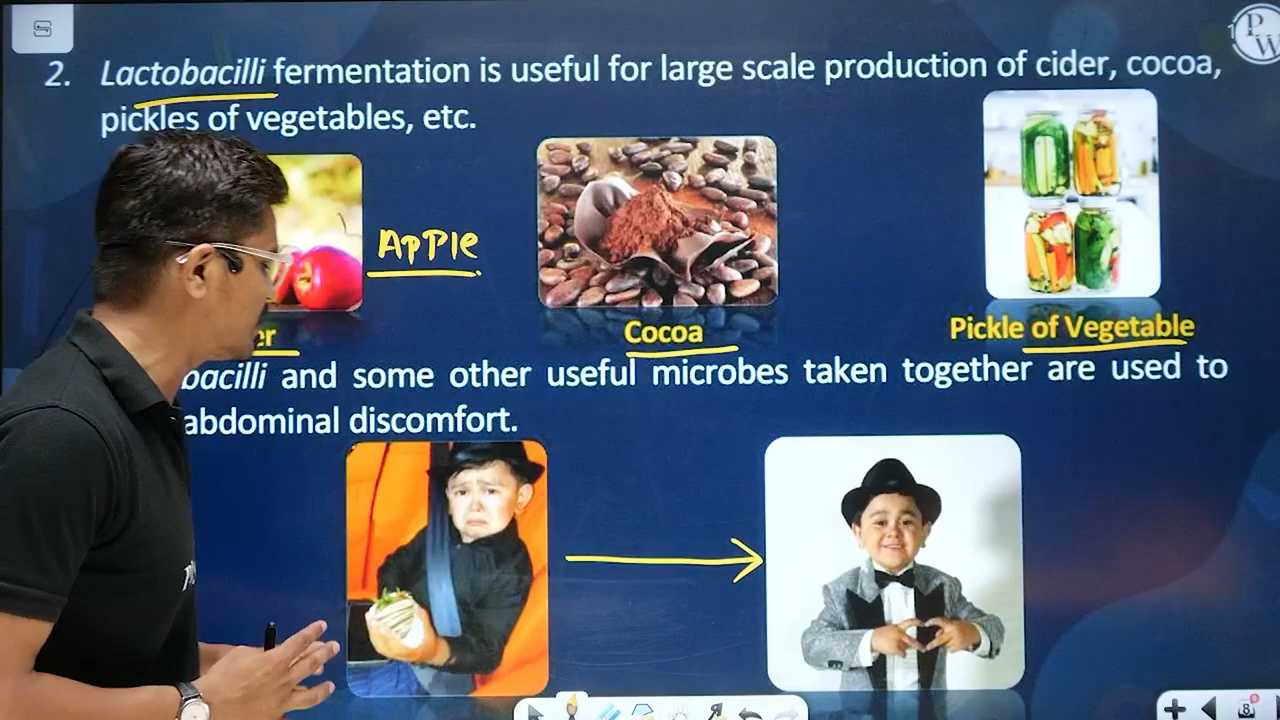 2. Lactobacilli fermentation is useful for large scale production of cider, cocoa,
pickles of vegetables, etc.
APPle
er
Cocoa
Pickle of Vegetable
bacilli and some other useful microbes taken together are used to
abdominal discomfort.
PW